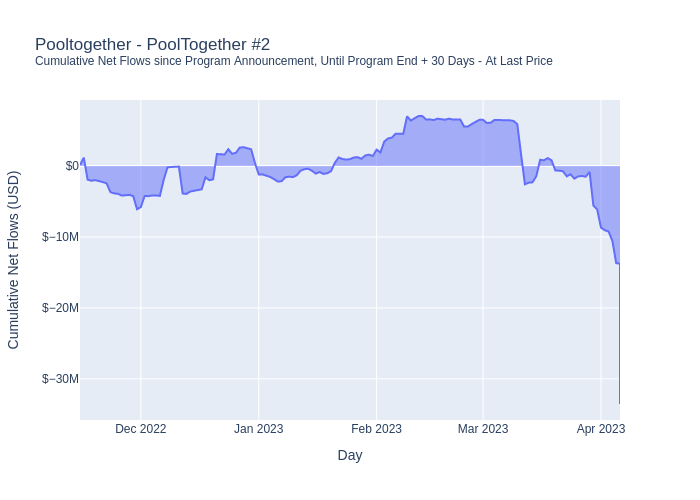 Pooltogether - PoolTogether #2
Cumulative Net Flows since Program Announcement, Until Program End + 30 Days - At Last Price
Cumulative Net Flows (USD)
$0
$−10M
$−20M
$−30M
Dec 2022
Jan 2023
Feb 2023
Mar 2023
Apr 2023
Day